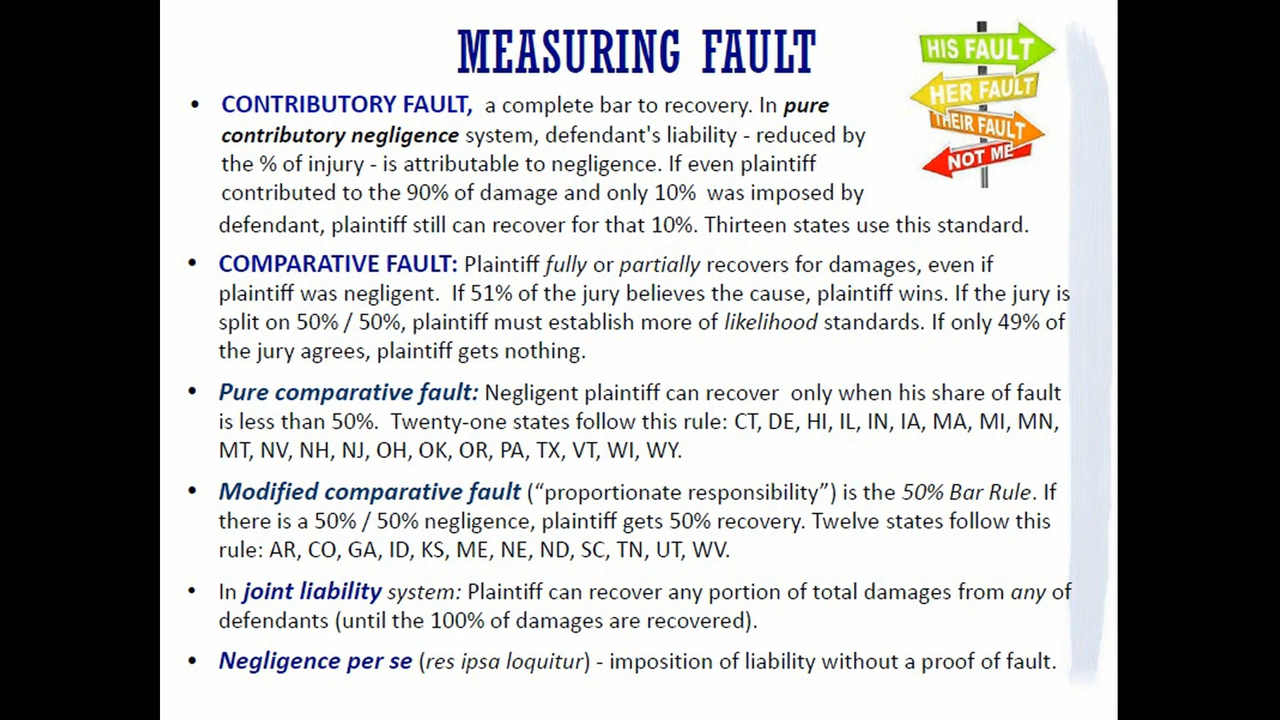 MEASURING FAULT
HIS FAULT
HER FAULT
THEIR FAULT
NOT ME
• CONTRIBUTORY FAULT, a complete bar to recovery. In pure
contributory negligence system, defendant's liability - reduced by
the % of injury - is attributable to negligence. If even plaintiff
contributed to the 90% of damage and only 10% was imposed by
defendant, plaintiff still can recover for that 10%. Thirteen states use this standard.
• COMPARATIVE FAULT: Plaintiff fully or partially recovers for damages, even if
plaintiff was negligent. If 51% of the jury believes the cause, plaintiff wins. If the jury is
split on 50% / 50%, plaintiff must establish more of likelihood standards. If only 49% of
the jury agrees, plaintiff gets nothing.
• Pure comparative fault: Negligent plaintiff can recover only when his share of fault
is less than 50%. Twenty-one states follow this rule: CT, DE, HI, IL, IN, IA, MA, MI, MN,
MT, NV, NH, NJ, OH, OK, OR, PA, TX, VT, WI, WY.
• Modified comparative fault (“proportionate responsibility”) is the 50% Bar Rule. If
there is a 50% / 50% negligence, plaintiff gets 50% recovery. Twelve states follow this
rule: AR, CO, GA, ID, KS, ME, NE, ND, SC, TN, UT, WV.
• In joint liability system: Plaintiff can recover any portion of total damages from any of
defendants (until the 100% of damages are recovered).
• Negligence per se (res ipsa loquitur) - imposition of liability without a proof of fault.